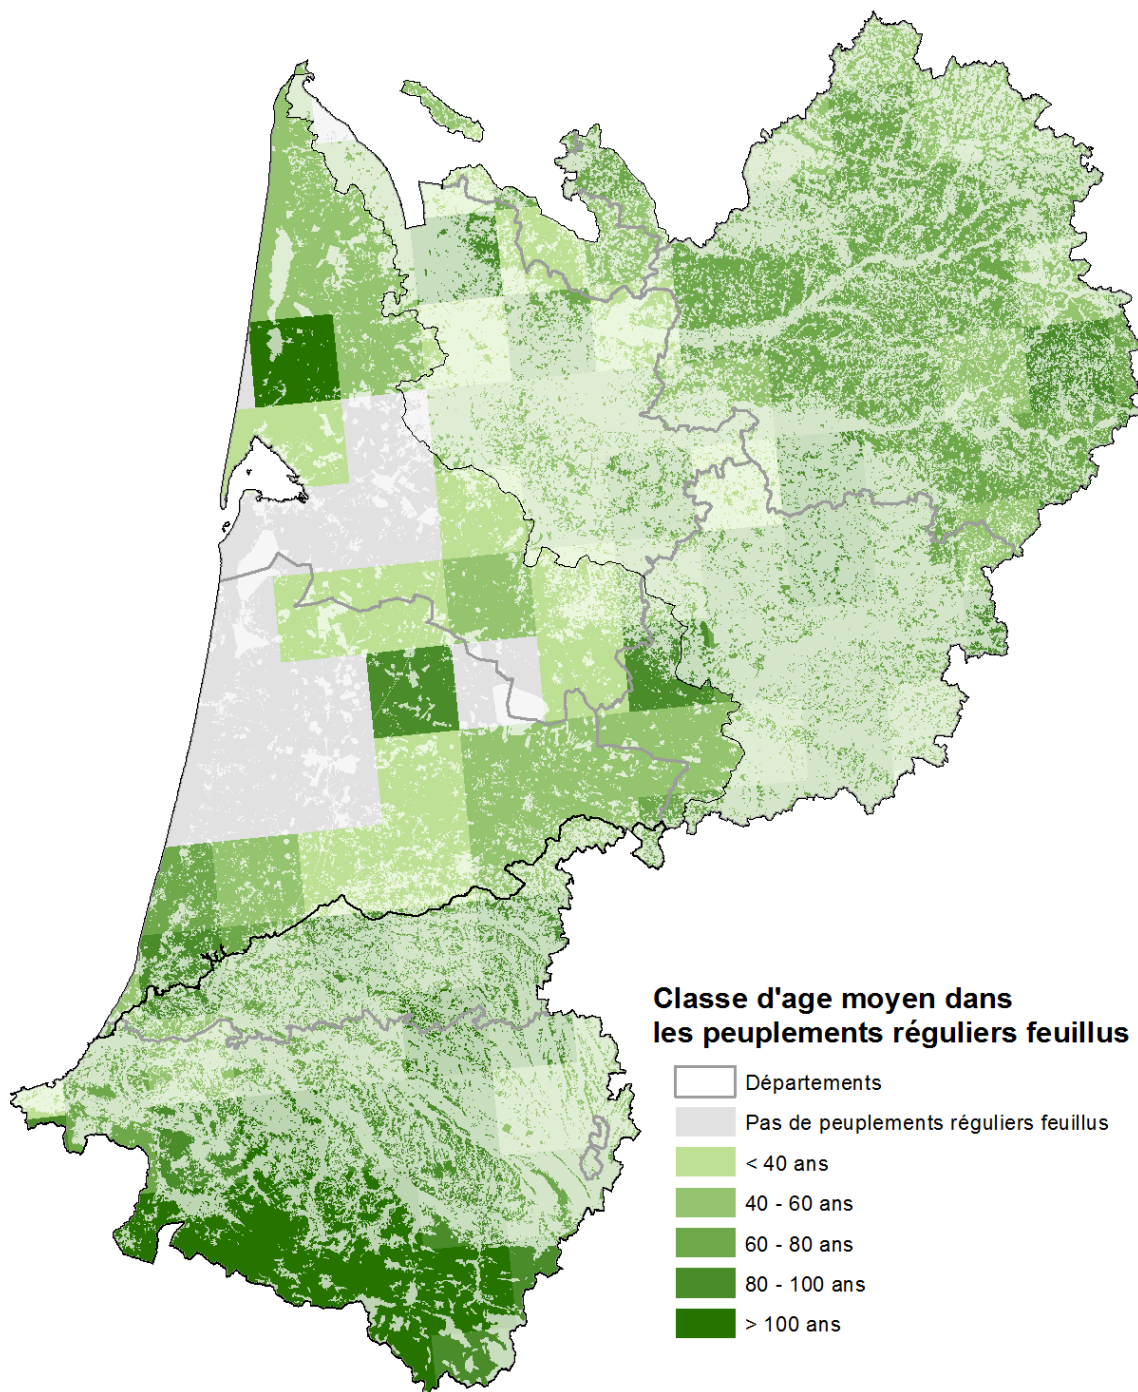 Classe d'age moyen dans
les peuplements réguliers feuillus
Départements
Pas de peuplements réguliers feuillus
< 40 ans
40 - 60 ans
60 - 80 ans
80 - 100 ans
> 100 ans